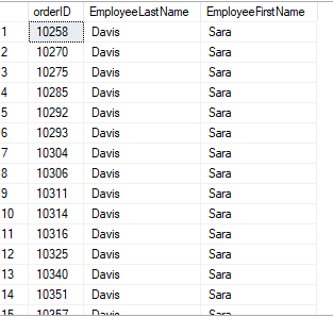 orderID EmployeeLastName EmployeeFirstName
1 10258 Davis Sara
2 10270 Davis Sara
3 10275 Davis Sara
4 10285 Davis Sara
5 10292 Davis Sara
6 10293 Davis Sara
7 10304 Davis Sara
8 10306 Davis Sara
9 10311 Davis Sara
10 10314 Davis Sara
11 10316 Davis Sara
12 10325 Davis Sara
13 10340 Davis Sara
14 10351 Davis Sara
15 10357 Davis Sara